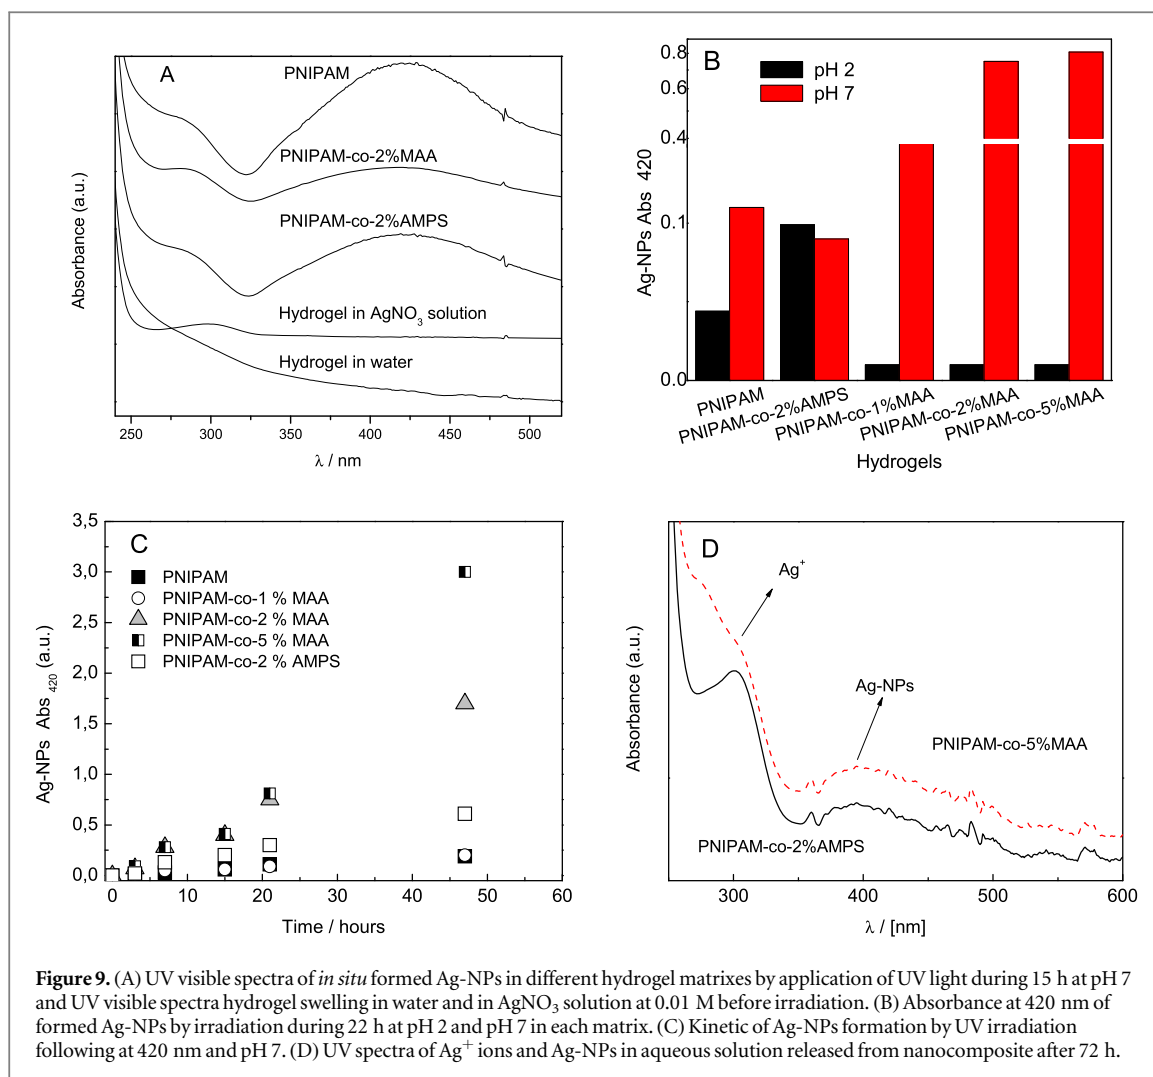 A
PNIPAM
PNIPAM-co-2%MAA
PNIPAM-co-2%AMPS
Hydrogel in AgNO3 solution
Hydrogel in water
Absorbance (a.u.)
250 300 350 400 450 500
λ / nm
B
pH 2
pH 7
0.8
0.6
0.4
0.1
0.0
Ag-NPs Abs 420
PNIPAM
PNIPAM-co-2%AMPS
PNIPAM-co-1%MAA
PNIPAM-co-2%MAA
PNIPAM-co-5%MAA
Hydrogels
C
PNIPAM
PNIPAM-co-1 % MAA
PNIPAM-co-2 % MAA
PNIPAM-co-5 % MAA
PNIPAM-co-2 % AMPS
3,5
3,0
2,5
2,0
1,5
1,0
0,5
0,0
Ag-NPs Abs 420 (a.u.)
0 10 20 30 40 50 60
Time / hours
D
Ag+
Ag-NPs
PNIPAM-co-5%MAA
PNIPAM-co-2%AMPS
Absorbance (a.u.)
300 400 500 600
λ / [nm]
Figure 9. (A) UV visible spectra of in situ formed Ag-NPs in different hydrogel matrixes by application of UV light during 15 h at pH 7
and UV visible spectra hydrogel swelling in water and in AgNO3 solution at 0.01 M before irradiation. (B) Absorbance at 420 nm of
formed Ag-NPs by irradiation during 22 h at pH 2 and pH 7 in each matrix. (C) Kinetic of Ag-NPs formation by UV irradiation
following at 420 nm and pH 7. (D) UV spectra of Ag+ ions and Ag-NPs in aqueous solution released from nanocomposite after 72 h.